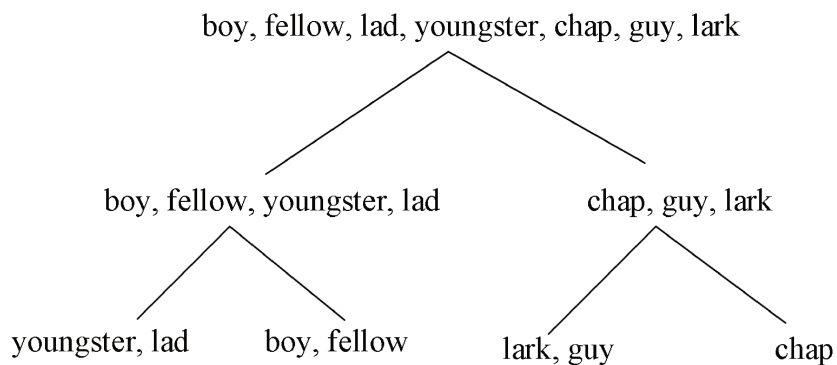 boy, fellow, lad, youngster, chap, guy, lark
boy, fellow, youngster, lad
chap, guy, lark
youngster, lad
boy, fellow
lark, guy
chap